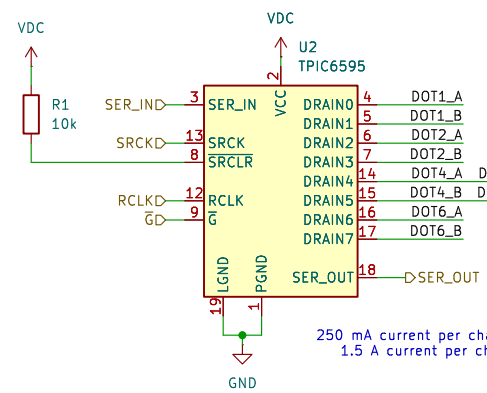 VDC
VDC
U2
TPIC6595
R1
10k
2
VCC
SER_IN 3 SER_IN
DRAIN0 4 DOT1_A
DRAIN1 5 DOT1_B
SRCK 13 SRCK
DRAIN2 6 DOT2_A
8 SRCLR
DRAIN3 7 DOT2_B
DRAIN4 14 DOT4_A D
RCLK 12 RCLK
DRAIN5 15 DOT4_B D
G 9 G
DRAIN6 16 DOT6_A
DRAIN7 17 DOT6_B
SER_OUT 18 SER_OUT
LGND
PGND
19
1
250 mA current per cha
1.5 A current per ch
GND